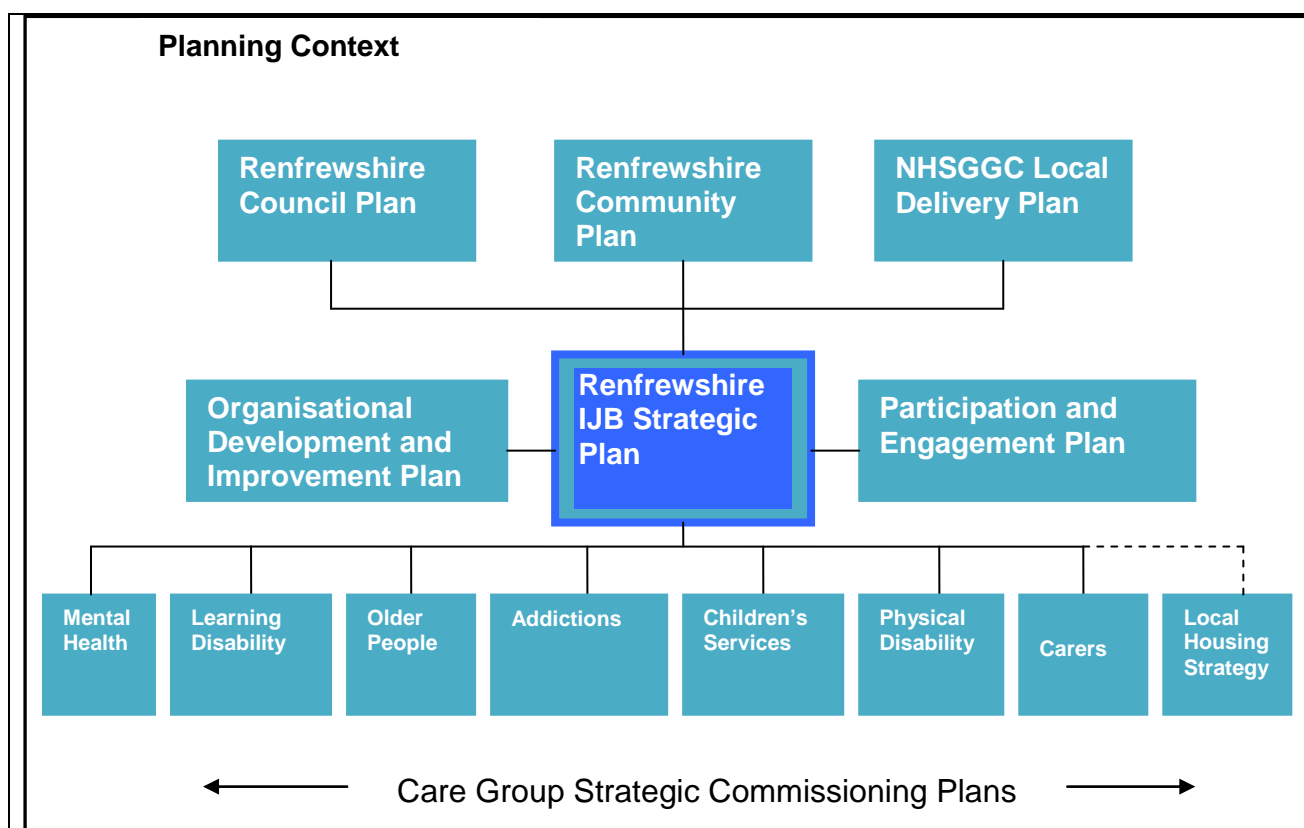 Planning Context
Renfrewshire
Council Plan
Renfrewshire
Community
Plan
NHSGGC Local
Delivery Plan
Organisational
Development and
Improvement Plan
Renfrewshire
IJB Strategic
Plan
Participation and
Engagement Plan
Mental
Health
Learning
Disability
Older
People
Addictions
Children's
Services
Physical
Disability
Carers
Local
Housing
Strategy
Care Group Strategic Commissioning Plans